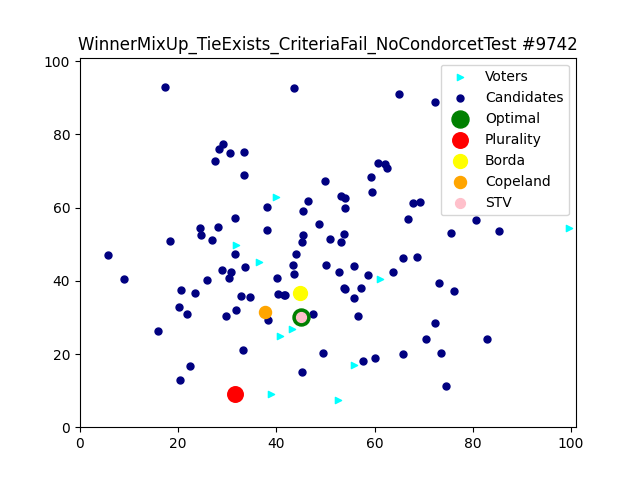 WinnerMixUp_TieExists_CriteriaFail_NoCondorcetTest #9742
100
80
60
40
20
0
0 20 40 60 80 100
Voters
Candidates
Optimal
Plurality
Borda
Copeland
STV